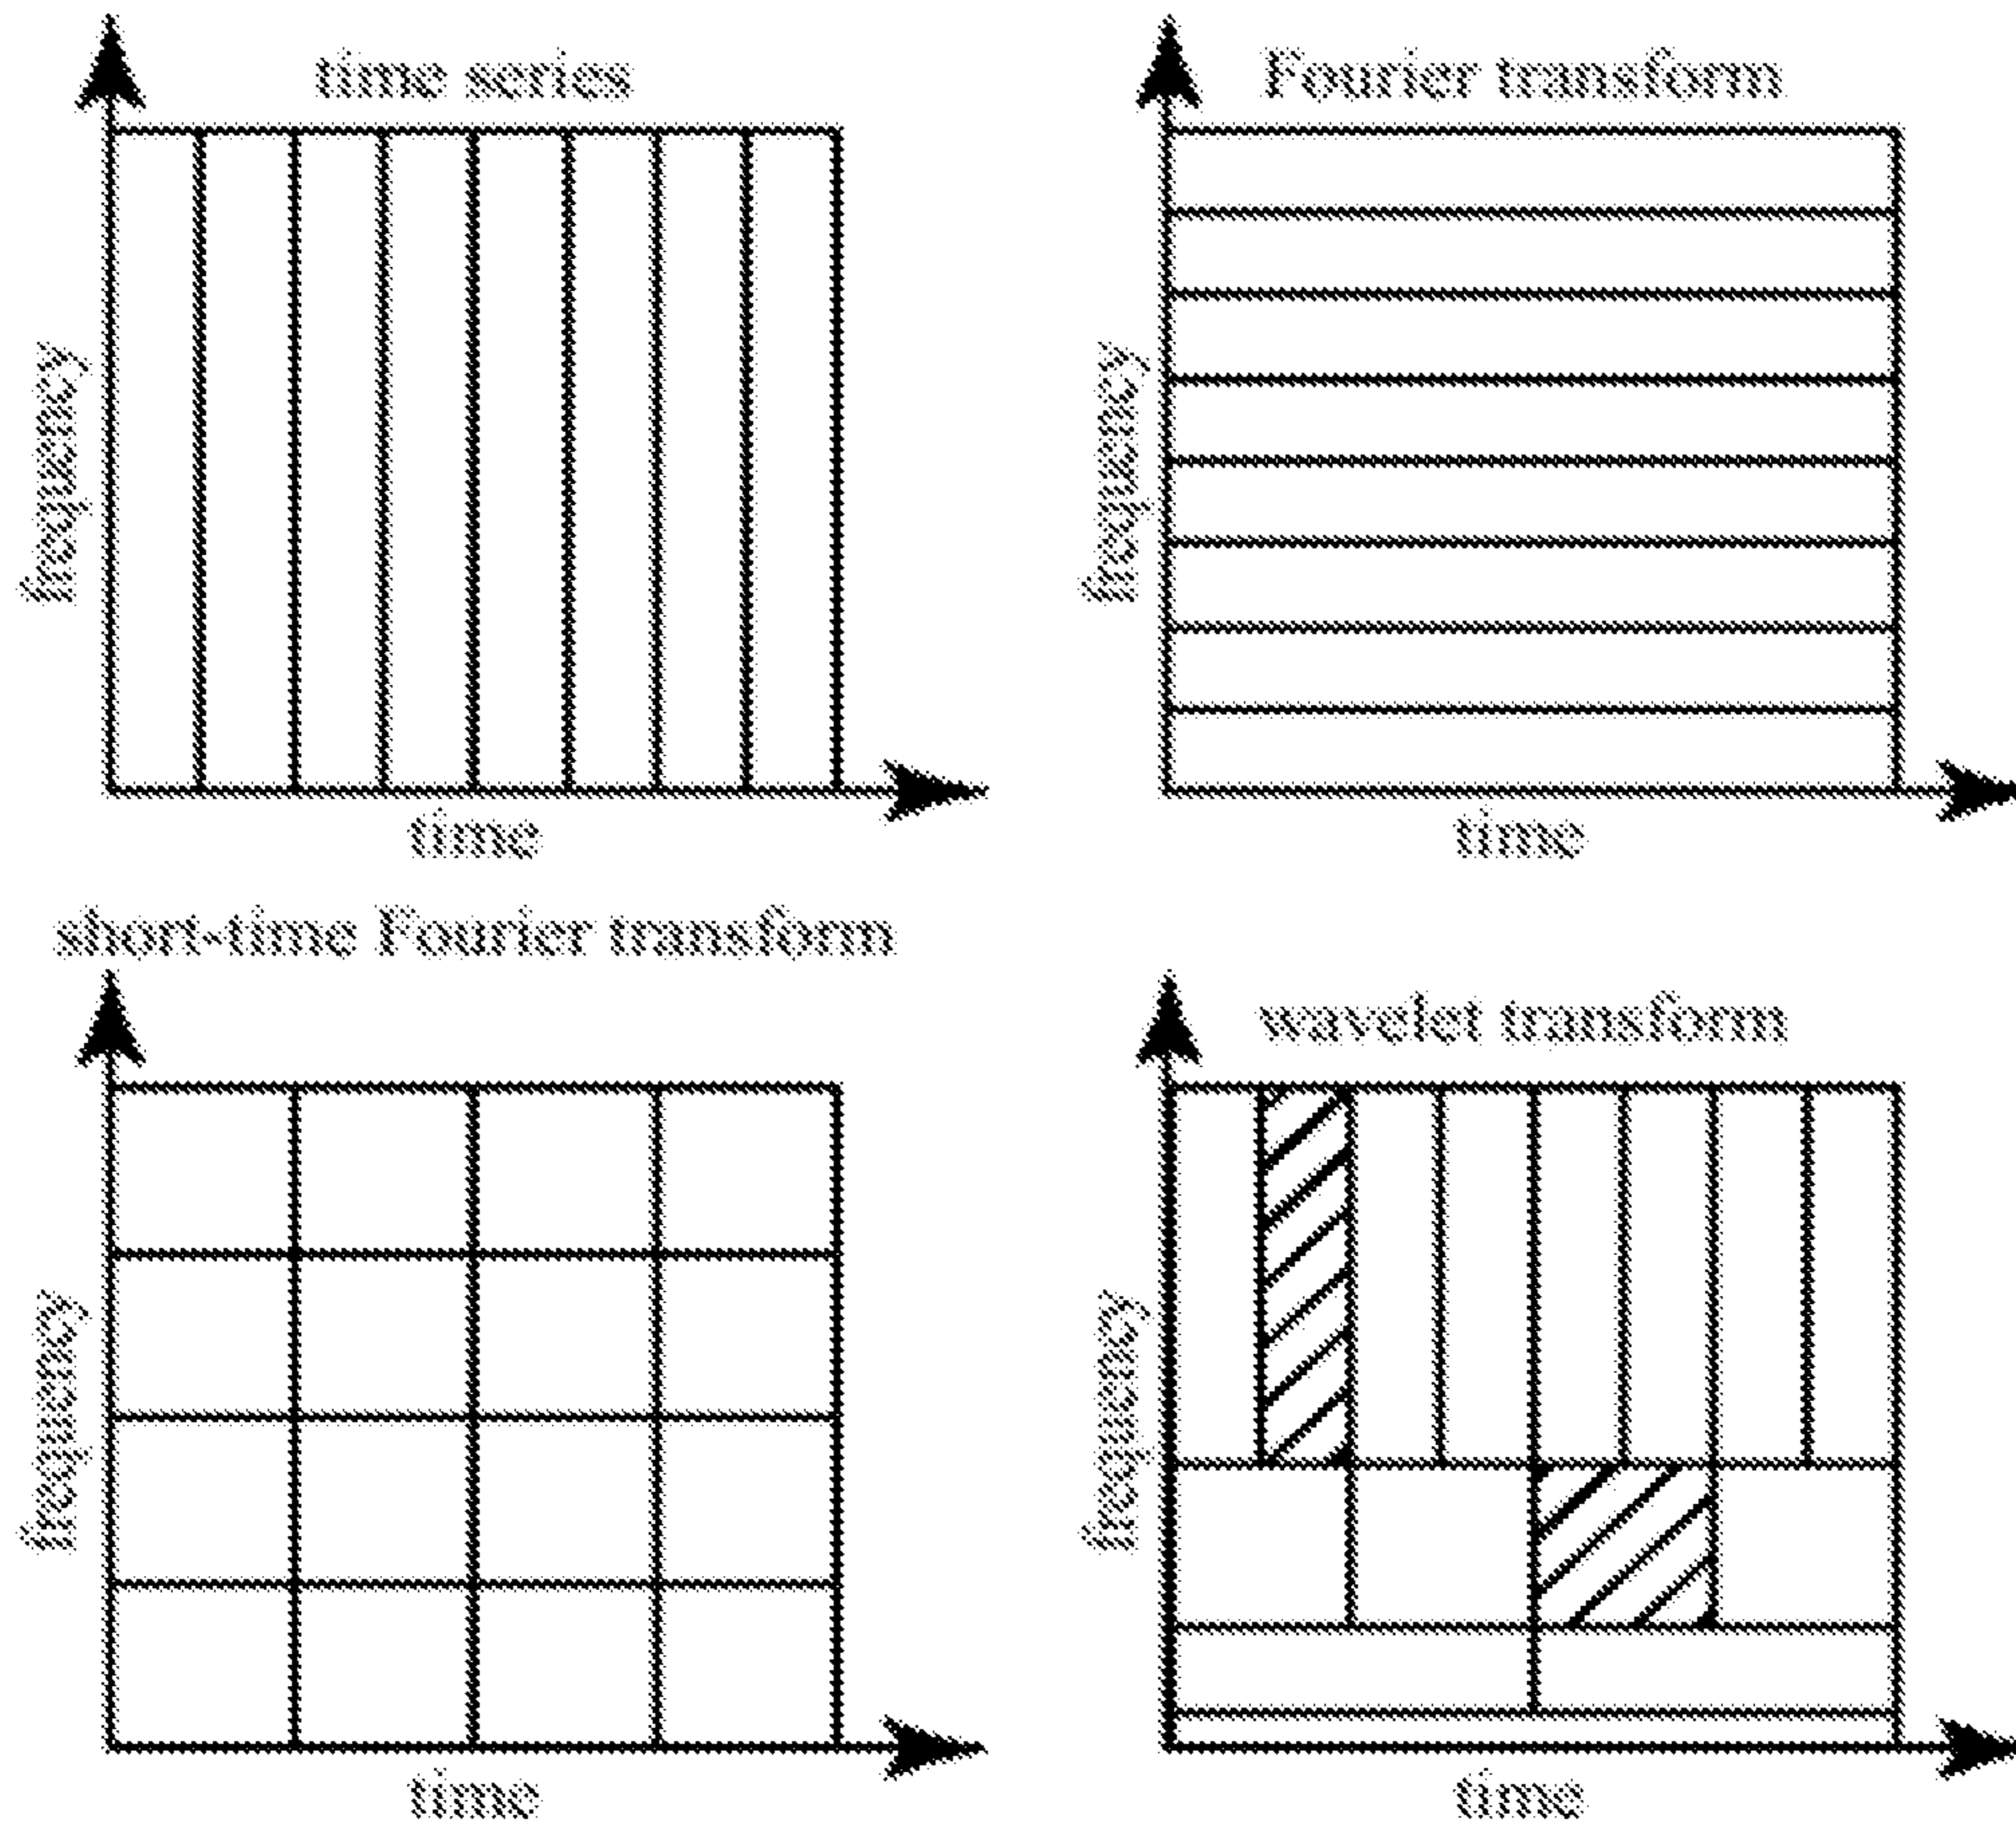 time series
frequency
time
Fourier transform
frequency
time
short-time Fourier transform
frequency
time
wavelet transform
frequency
time